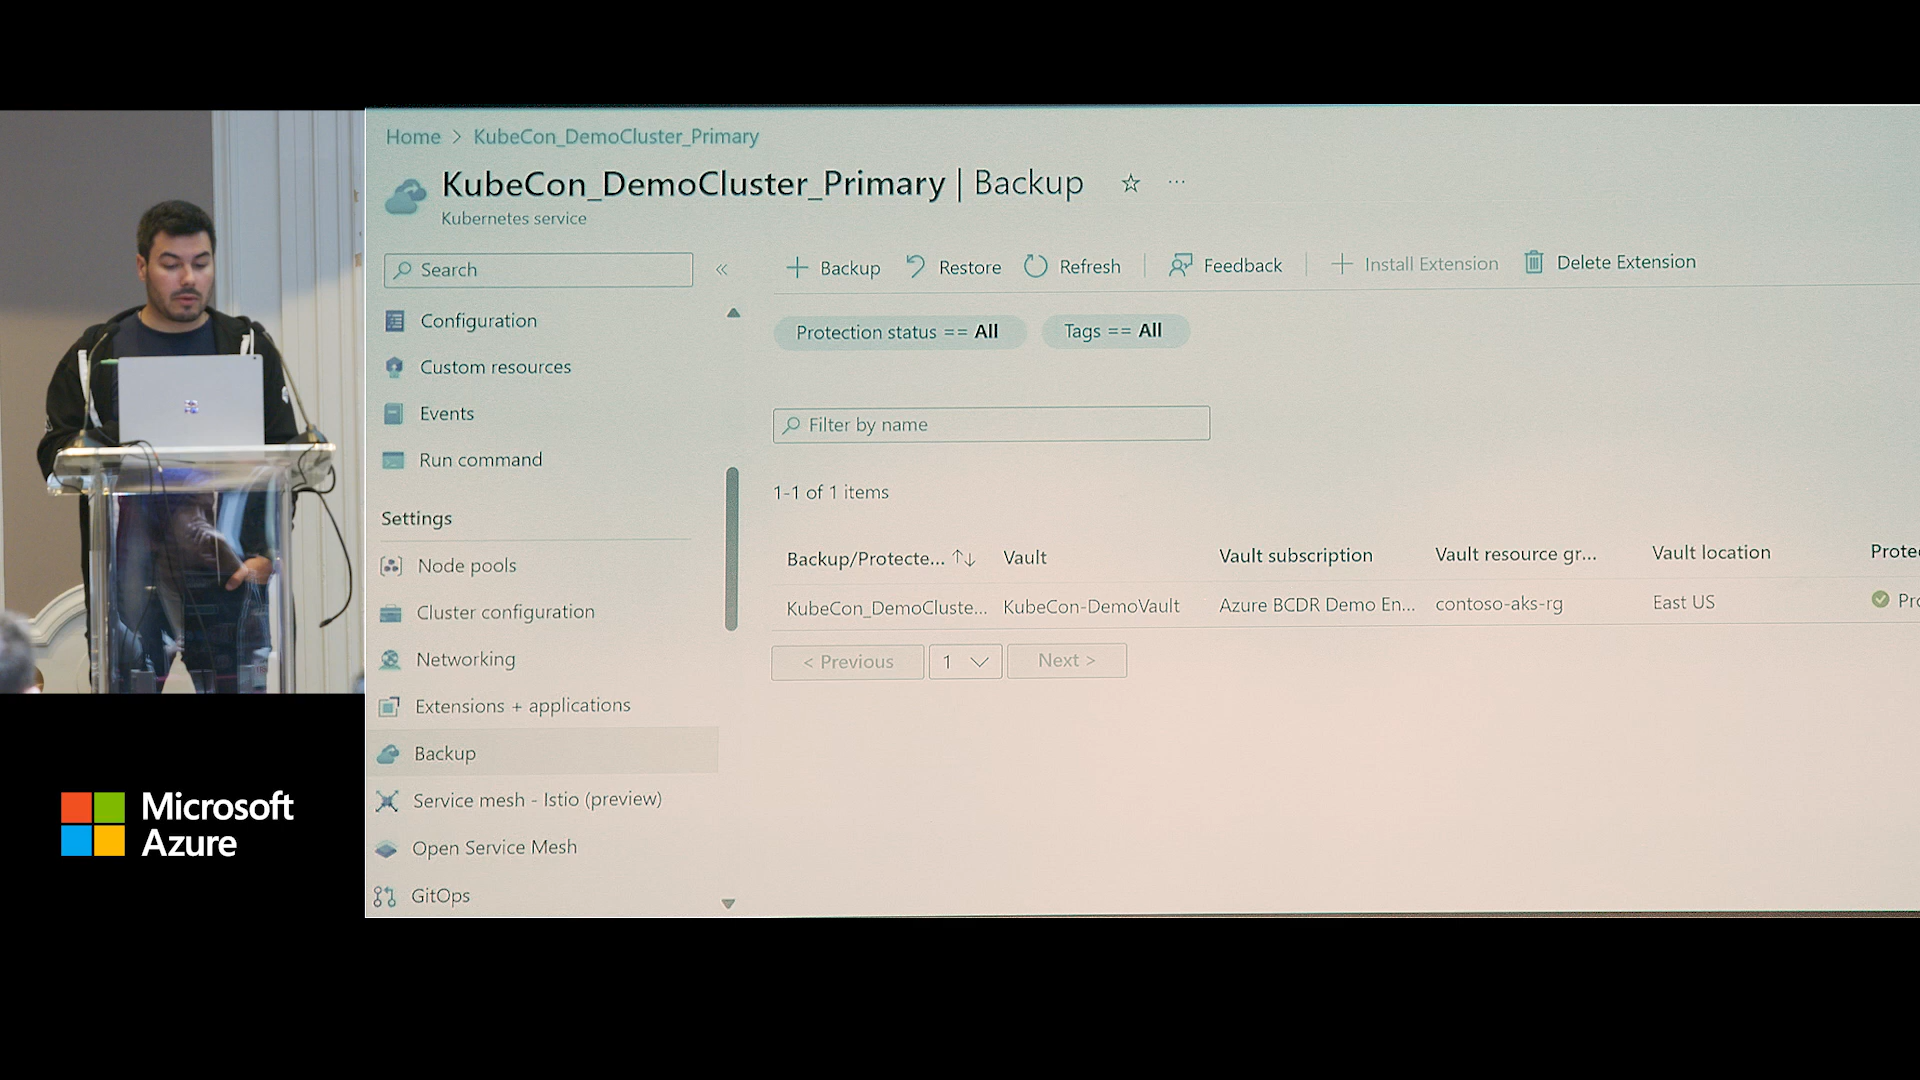 Home > KubeCon_DemoCluster_Primary
KubeCon_DemoCluster_Primary | Backup
Kubernetes service
Search
Configuration
Custom resources
Events
Run command
Settings
Node pools
Cluster configuration
Networking
Extensions + applications
Backup
Service mesh - Istio (preview)
Open Service Mesh
GitOps
Backup Restore Refresh Feedback Install Extension Delete Extension
Protection status == All Tags == All
Filter by name
1-1 of 1 items
Backup/Protecte... Vault Vault subscription Vault resource gr... Vault location Prote
KubeCon_DemoCluste... KubeCon-DemoVault Azure BCDR Demo En... contoso-aks-rg East US Pro
< Previous 1 Next >
Microsoft
Azure